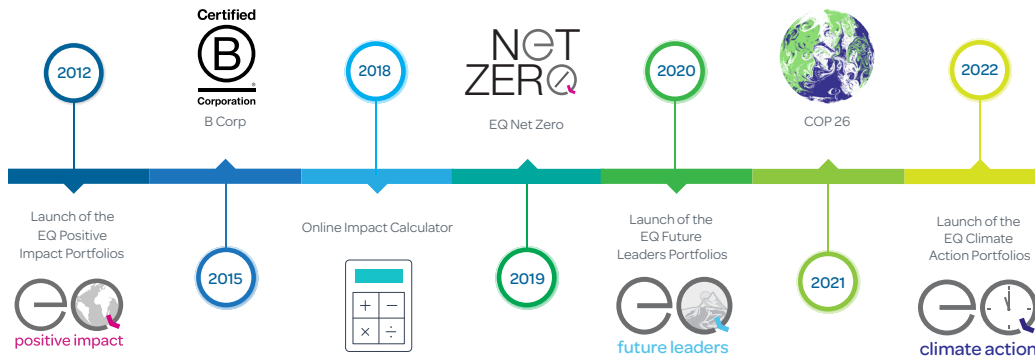 2012
Launch of the
EQ Positive
Impact Portfolios
eQ
positive impact
Certified
B
®
Corporation
B Corp
2015
2018
Online Impact Calculator
+ −
× ÷
NeT
ZERQ
EQ Net Zero
2019
2020
Launch of the
EQ Future
Leaders Portfolios
eQ
future leaders
COP 26
2021
2022
Launch of the
EQ Climate
Action Portfolios
eQ
climate action